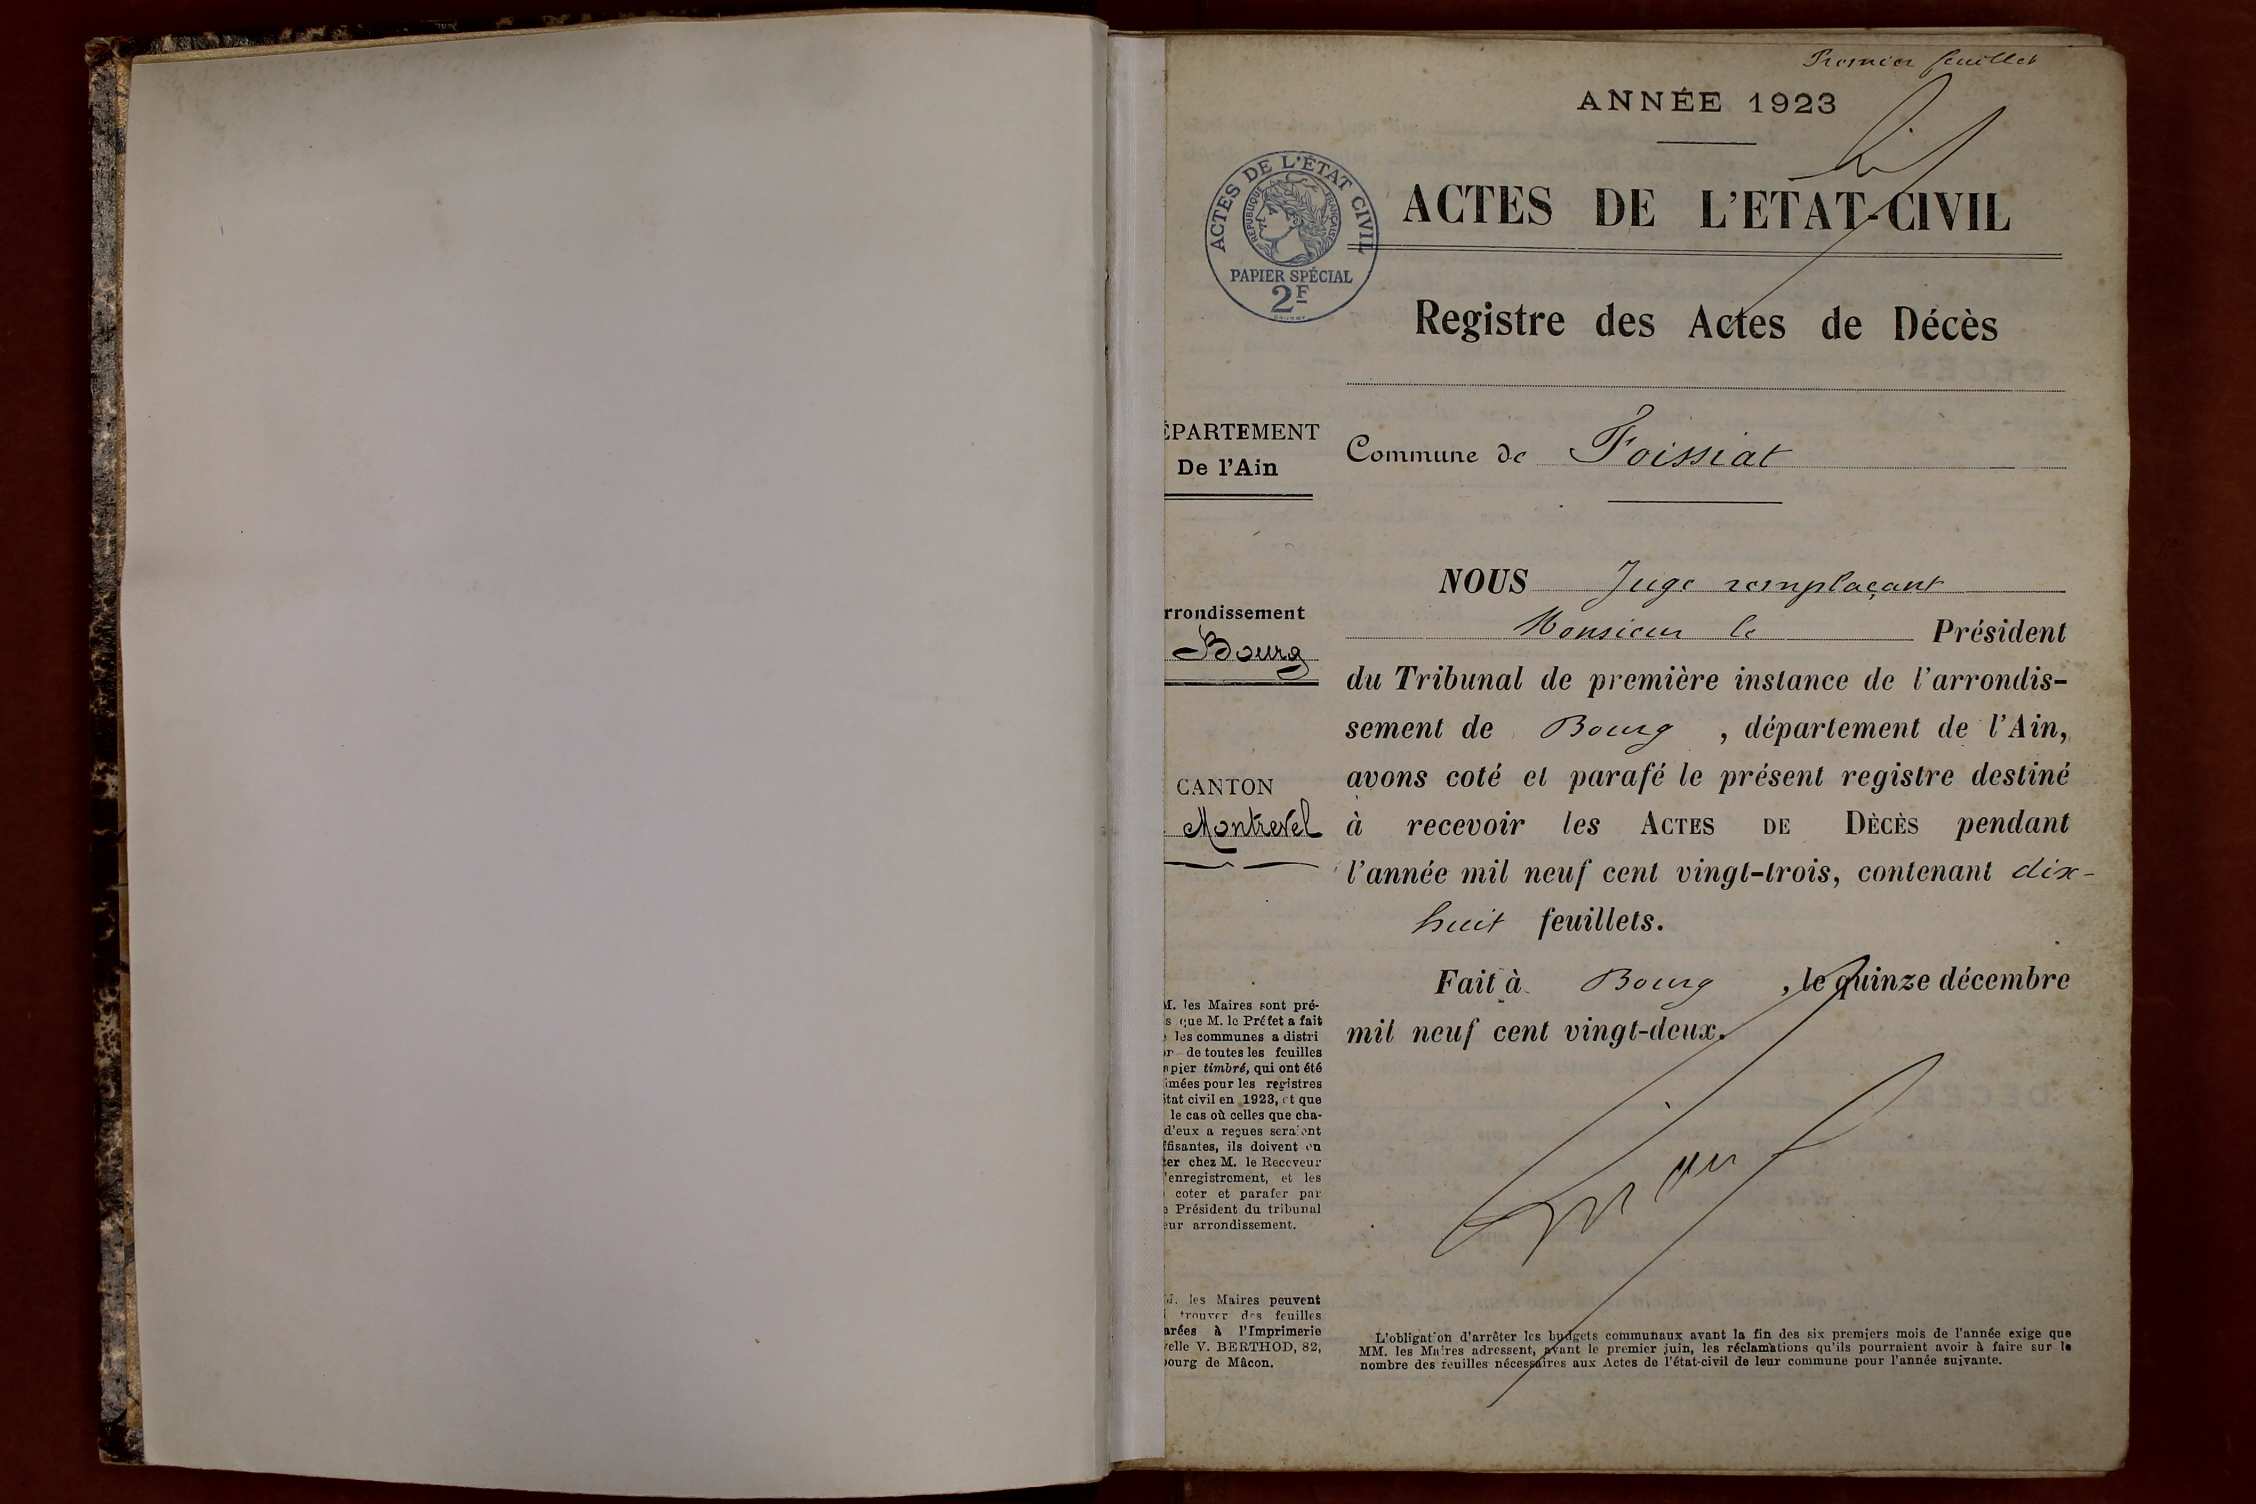 Premier feuillet
ANNÉE 1923
ACTES DE L'ÉTAT CIVIL
RÉPUBLIQUE FRANÇAISE
PAPIER SPÉCIAL
2F
ACTES DE L'ETAT-CIVIL
Registre des Actes de Décès
ÉPARTEMENT
De l'Ain
Commune de Foissiat
rrondissement
Bourg
CANTON
Montrevel
NOUS Juge remplaçant
Monsieur le Président
du Tribunal de première instance de l'arrondis-
sement de Bourg, département de l'Ain,
avons coté et parafé le présent registre destiné
à recevoir les ACTES DE DÉCÈS pendant
l'année mil neuf cent vingt-trois, contenant dix-
huit feuillets.
Fait à Bourg, le quinze décembre
mil neuf cent vingt-deux.
M. les Maires sont pré-
s que M. le Préfet a fait
les communes a distri
r de toutes les feuilles
pier timbré, qui ont été
imées pour les registres
état civil en 1923, et que
le cas où celles que cha-
d'eux a reçues seraient
ffisantes, ils doivent en
ter chez M. le Receveur
l'enregistrement, et les
coter et parafer par
e Président du tribunal
eur arrondissement.
M. les Maires peuvent
trouver des feuilles
arées à l'Imprimerie
velle V. BERTHOD, 82,
bourg de Mâcon.
L'obligation d'arrêter les budgets communaux avant la fin des six premiers mois de l'année exige que
MM. les Maires adressent, avant le premier juin, les réclamations qu'ils pourraient avoir à faire sur le
nombre des feuilles nécessaires aux Actes de l'état-civil de leur commune pour l'année suivante.